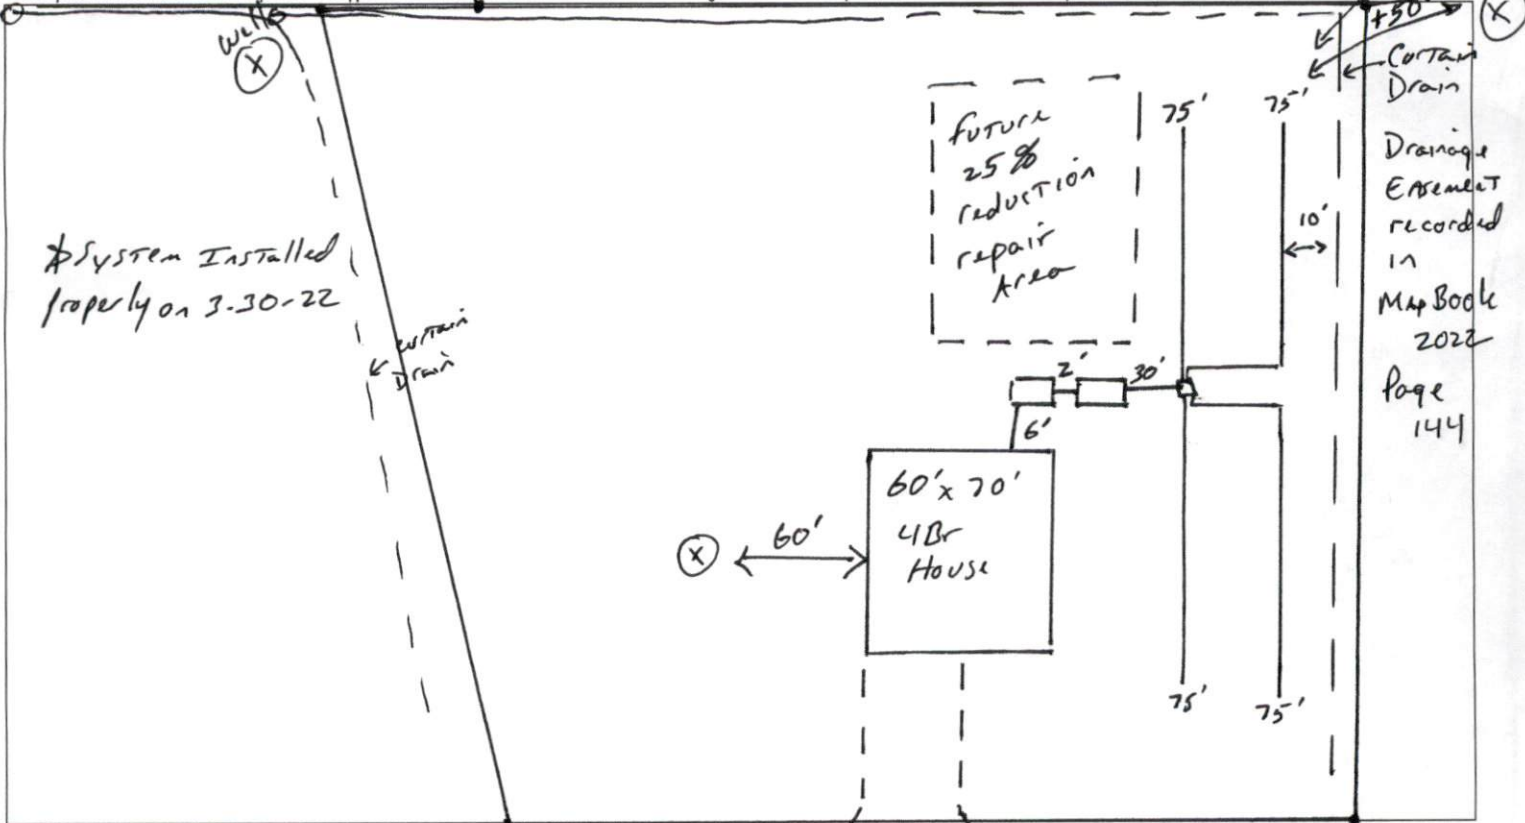 Wells
X
*System Installed
properly on 3-30-22
curtain
Drain
future
25%
reduction
repair
Area
75'
75'
10'
+50'
X
Curtain
Drain
Drainage
Easement
recorded
in
Map Book
2022
Page
144
2'
30'
6'
60' x 70'
4Br
House
X
60'
75'
75'